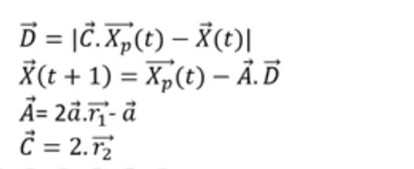 D⃗ = |C⃗.X⃗ₚ(t) − X⃗(t)|
X⃗(t + 1) = X⃗ₚ(t) − A⃗.D⃗
A⃗= 2a⃗.r⃗₁- a⃗
C⃗ = 2.r⃗₂